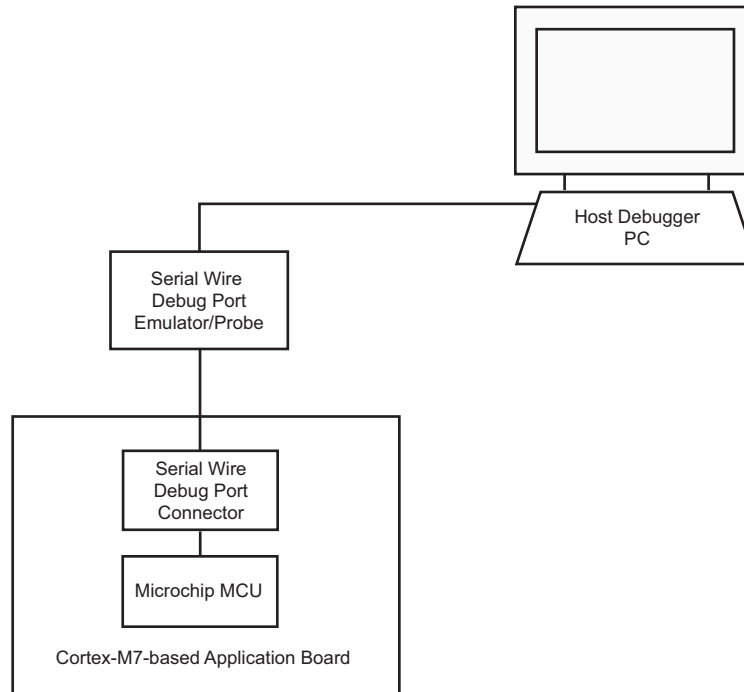 Host Debugger
PC
Serial Wire
Debug Port
Emulator/Probe
Serial Wire
Debug Port
Connector
Microchip MCU
Cortex-M7-based Application Board